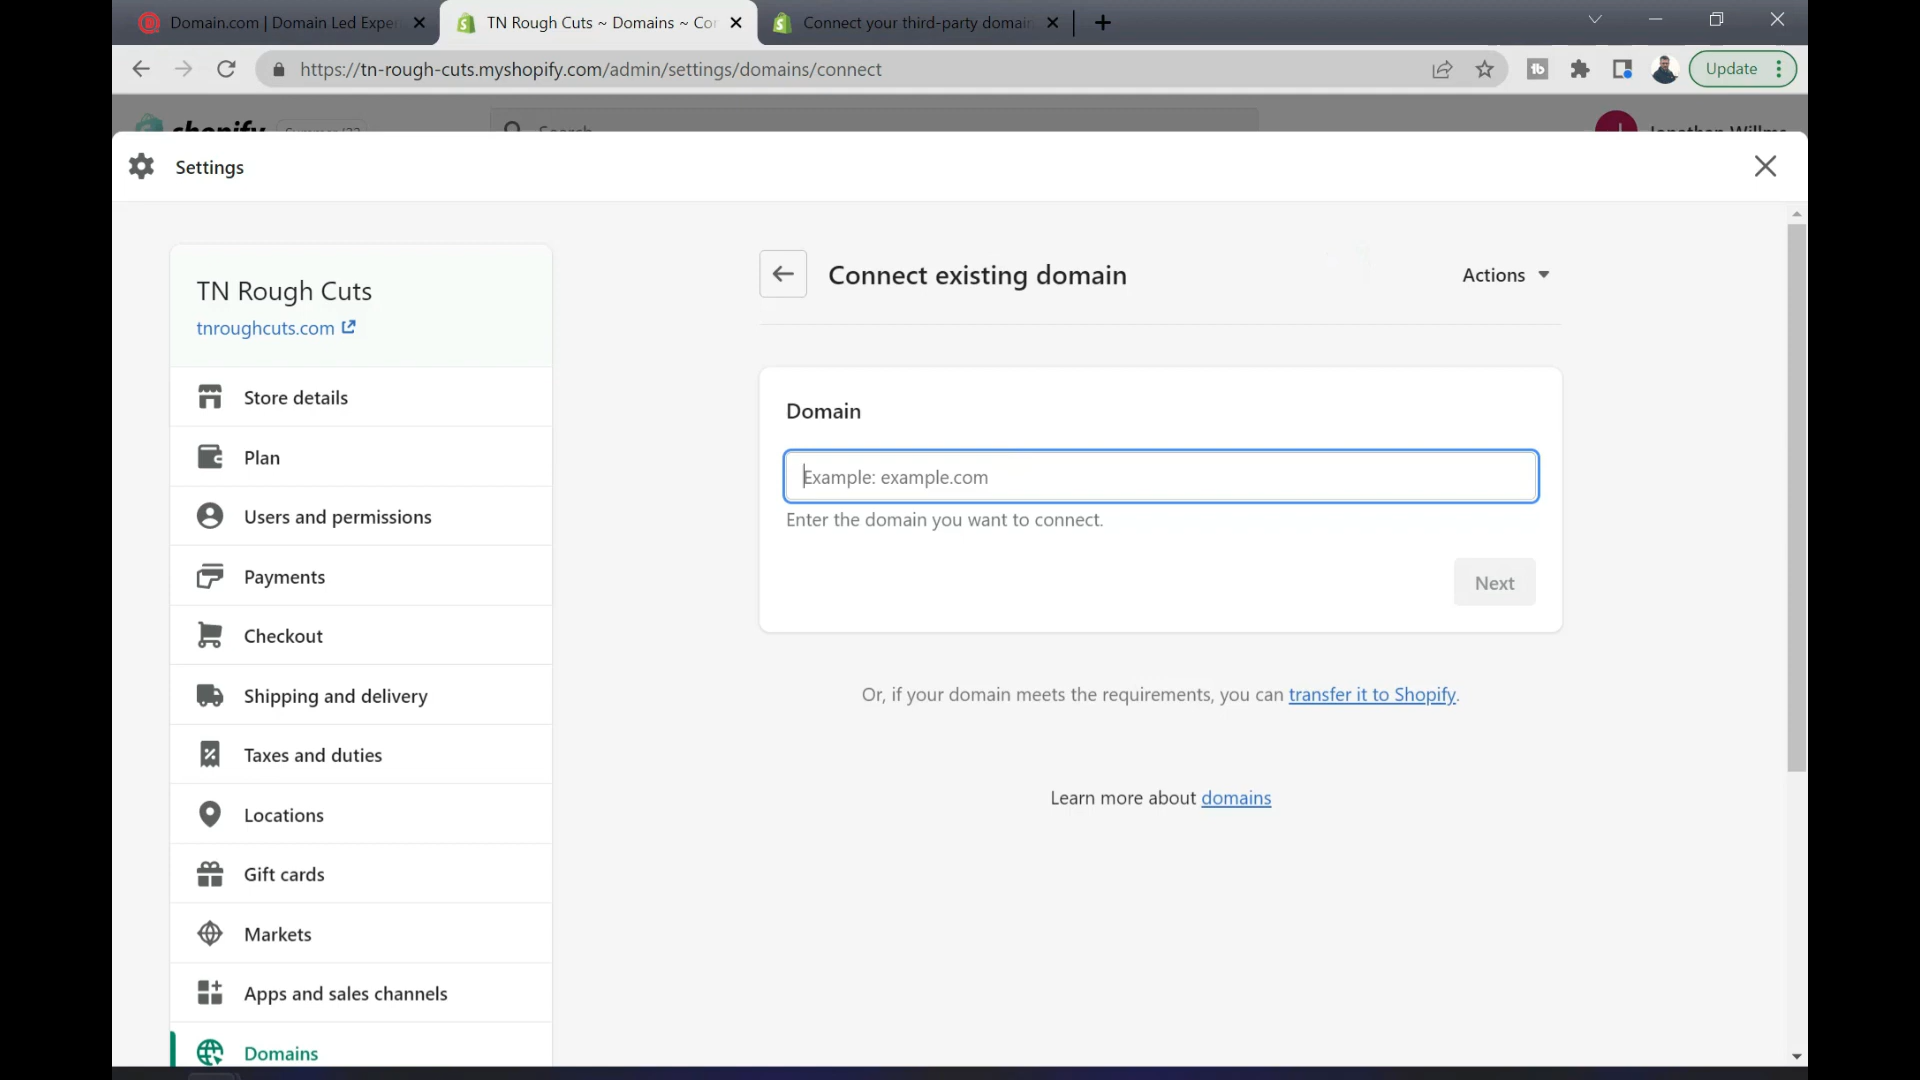 Domain.com | Domain Led Exper
TN Rough Cuts ~ Domains ~ Co
Connect your third-party domain
https://tn-rough-cuts.myshopify.com/admin/settings/domains/connect
Update
shopify
Search
Settings
TN Rough Cuts
tnroughcuts.com
Store details
Plan
Users and permissions
Payments
Checkout
Shipping and delivery
Taxes and duties
Locations
Gift cards
Markets
Apps and sales channels
Domains
Connect existing domain
Actions
Domain
Example: example.com
Enter the domain you want to connect.
Next
Or, if your domain meets the requirements, you can transfer it to Shopify.
Learn more about domains